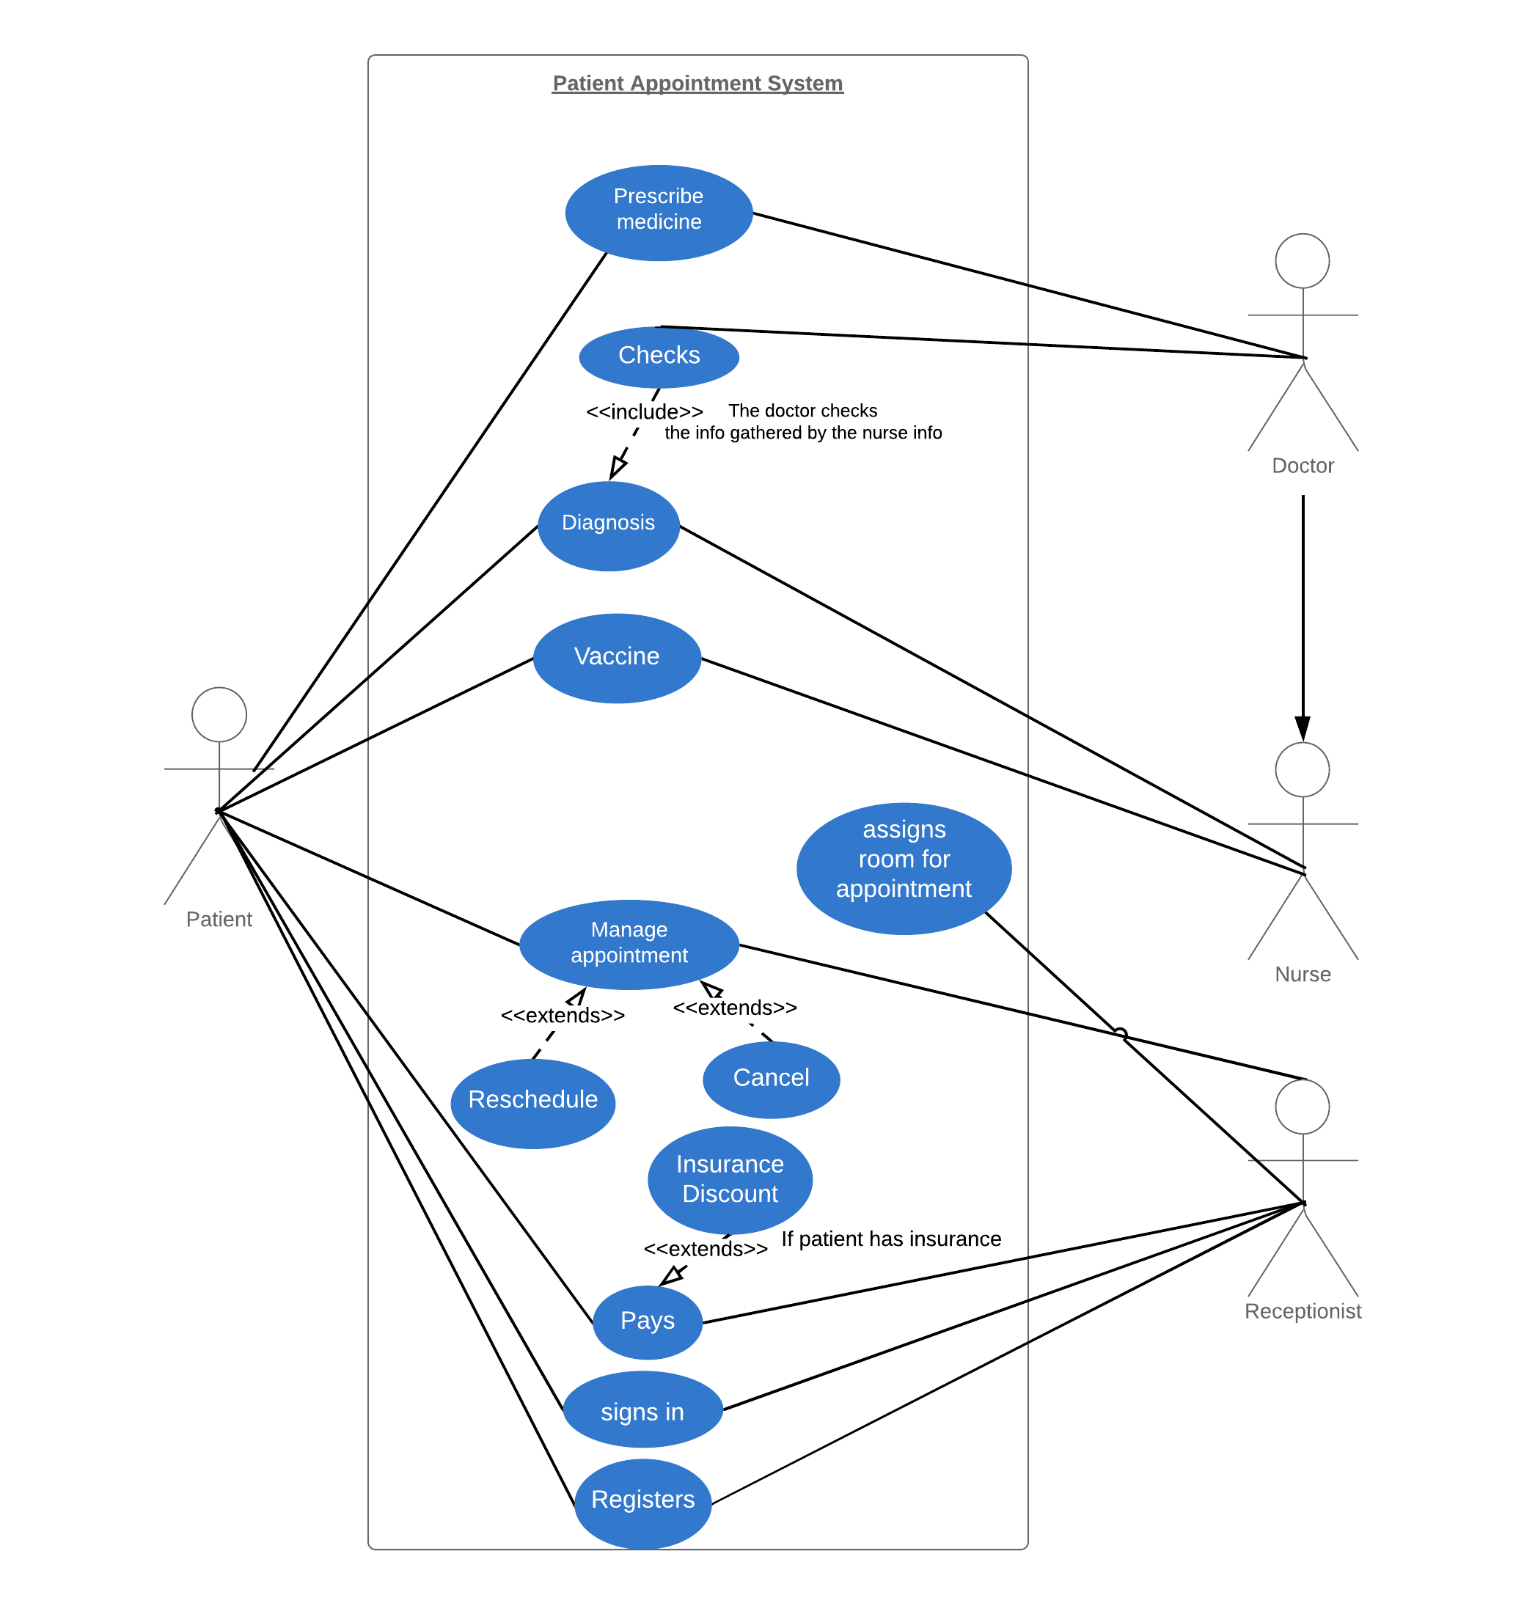 Patient Appointment System
Prescribe
medicine
Checks
<<include>>
The doctor checks
the info gathered by the nurse info
Doctor
Diagnosis
Vaccine
assigns
room for
appointment
Patient
Manage
appointment
Nurse
<<extends>>
<<extends>>
Reschedule
Cancel
Insurance
Discount
<<extends>>
If patient has insurance
Receptionist
Pays
signs in
Registers